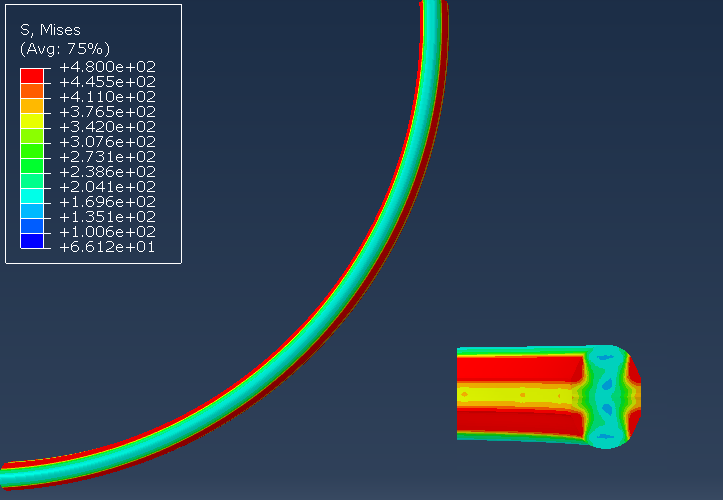 S, Mises
(Avg: 75%)
+4.800e+02
+4.455e+02
+4.110e+02
+3.765e+02
+3.420e+02
+3.076e+02
+2.731e+02
+2.386e+02
+2.041e+02
+1.696e+02
+1.351e+02
+1.006e+02
+6.612e+01